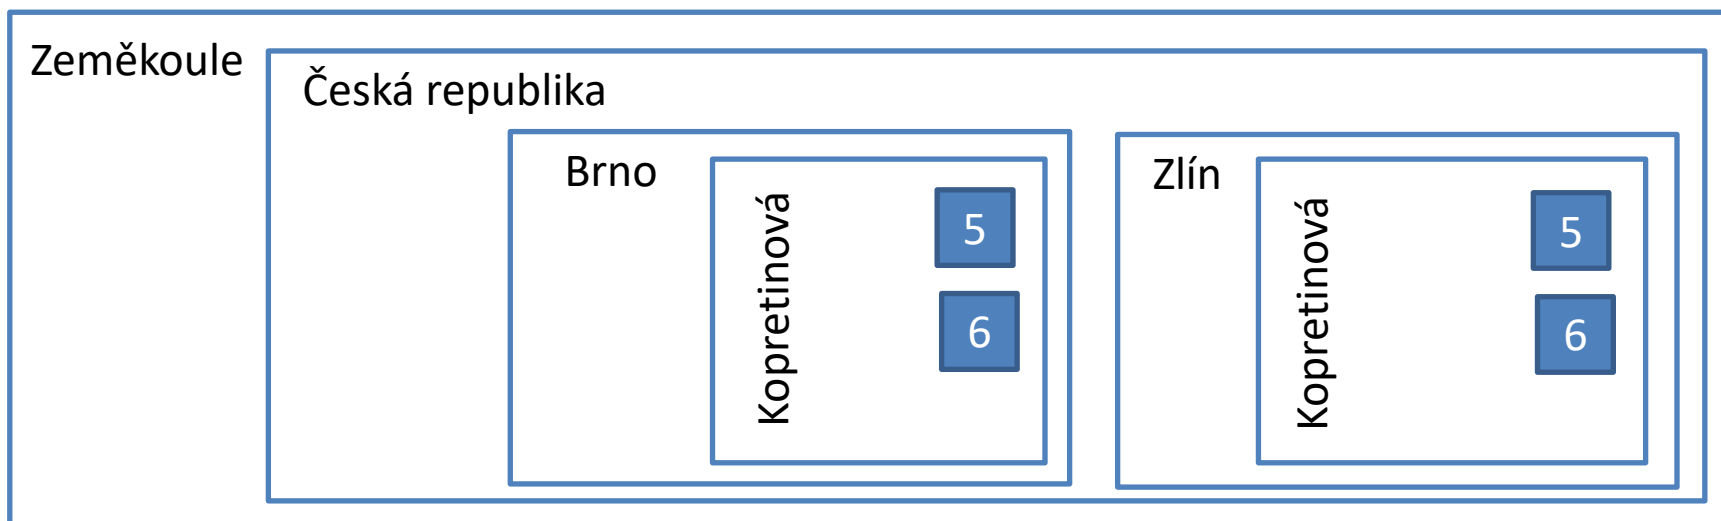 Zeměkoule
Česká republika
Brno
Kopretinová
5
6
Zlín
Kopretinová
5
6